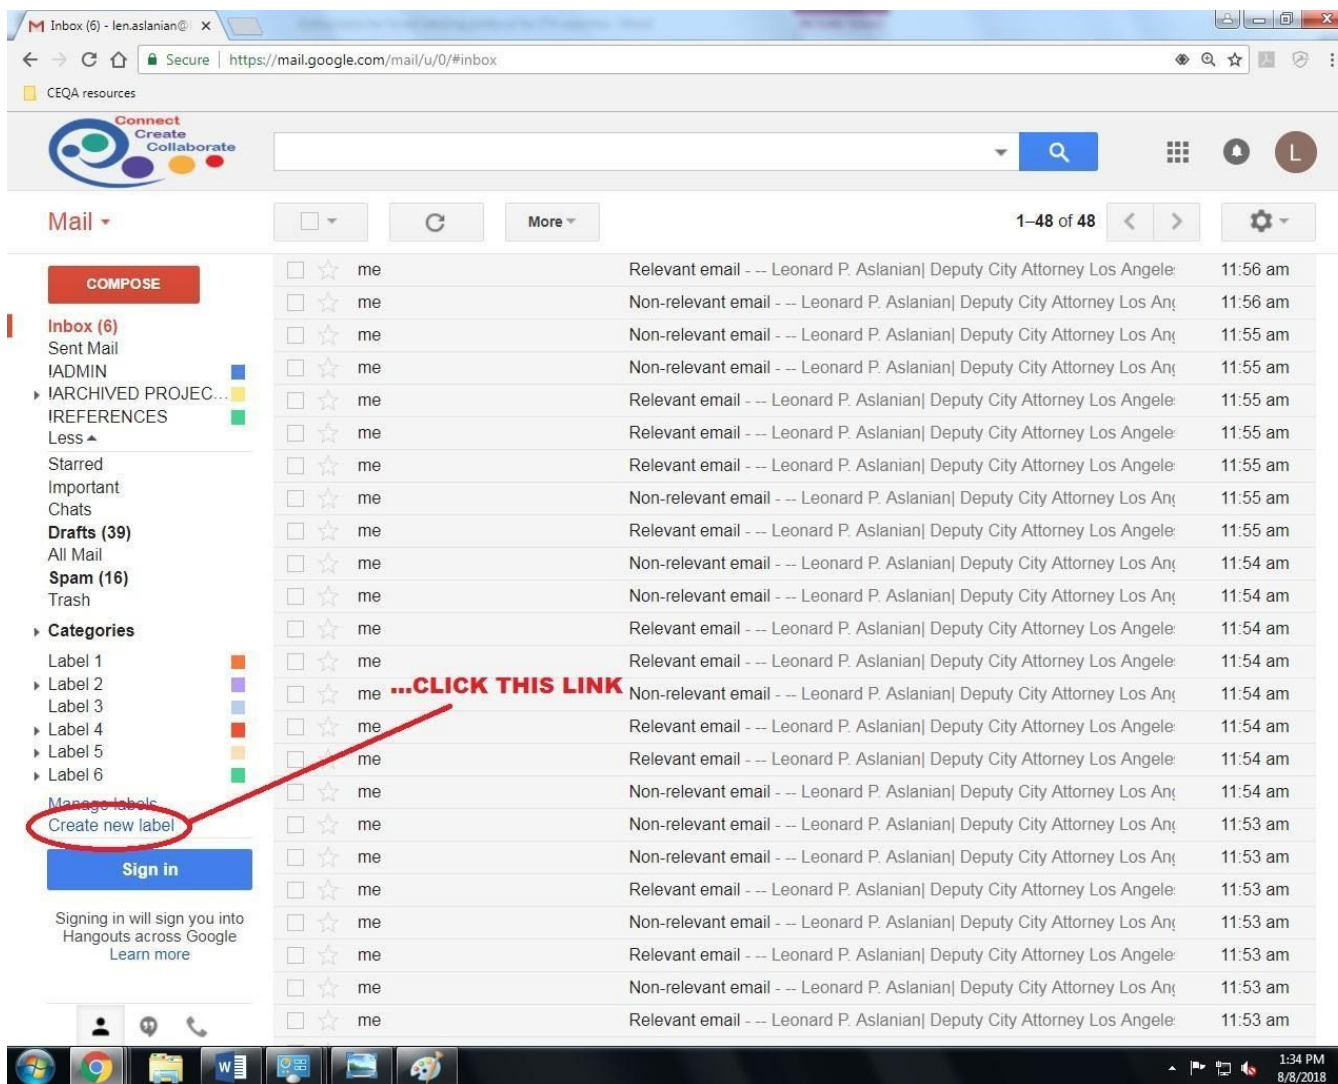 Inbox (6) - len.aslanian@
Secure | https://mail.google.com/mail/u/0/#inbox
CEQA resources
Connect
Create
Collaborate
L
Mail
More
1–48 of 48
COMPOSE
Inbox (6)
Sent Mail
!ADMIN
!ARCHIVED PROJEC...
!REFERENCES
Less
Starred
Important
Chats
Drafts (39)
All Mail
Spam (16)
Trash
Categories
Label 1
Label 2
Label 3
Label 4
Label 5
Label 6
Manage labels
Create new label
Sign in
Signing in will sign you into
Hangouts across Google
Learn more
...CLICK THIS LINK
me Relevant email - -- Leonard P. Aslanian| Deputy City Attorney Los Angele 11:56 am
me Non-relevant email - -- Leonard P. Aslanian| Deputy City Attorney Los Ang 11:56 am
me Non-relevant email - -- Leonard P. Aslanian| Deputy City Attorney Los Ang 11:55 am
me Non-relevant email - -- Leonard P. Aslanian| Deputy City Attorney Los Ang 11:55 am
me Relevant email - -- Leonard P. Aslanian| Deputy City Attorney Los Angele 11:55 am
me Relevant email - -- Leonard P. Aslanian| Deputy City Attorney Los Angele 11:55 am
me Relevant email - -- Leonard P. Aslanian| Deputy City Attorney Los Angele 11:55 am
me Non-relevant email - -- Leonard P. Aslanian| Deputy City Attorney Los Ang 11:55 am
me Relevant email - -- Leonard P. Aslanian| Deputy City Attorney Los Angele 11:55 am
me Non-relevant email - -- Leonard P. Aslanian| Deputy City Attorney Los Ang 11:54 am
me Non-relevant email - -- Leonard P. Aslanian| Deputy City Attorney Los Ang 11:54 am
me Relevant email - -- Leonard P. Aslanian| Deputy City Attorney Los Angele 11:54 am
me Relevant email - -- Leonard P. Aslanian| Deputy City Attorney Los Angele 11:54 am
me Non-relevant email - -- Leonard P. Aslanian| Deputy City Attorney Los Ang 11:54 am
me Relevant email - -- Leonard P. Aslanian| Deputy City Attorney Los Angele 11:54 am
me Relevant email - -- Leonard P. Aslanian| Deputy City Attorney Los Angele 11:54 am
me Non-relevant email - -- Leonard P. Aslanian| Deputy City Attorney Los Ang 11:54 am
me Non-relevant email - -- Leonard P. Aslanian| Deputy City Attorney Los Ang 11:53 am
me Non-relevant email - -- Leonard P. Aslanian| Deputy City Attorney Los Ang 11:53 am
me Relevant email - -- Leonard P. Aslanian| Deputy City Attorney Los Angele 11:53 am
me Non-relevant email - -- Leonard P. Aslanian| Deputy City Attorney Los Ang 11:53 am
me Relevant email - -- Leonard P. Aslanian| Deputy City Attorney Los Angele 11:53 am
me Non-relevant email - -- Leonard P. Aslanian| Deputy City Attorney Los Ang 11:53 am
me Relevant email - -- Leonard P. Aslanian| Deputy City Attorney Los Angele 11:53 am
1:34 PM
8/8/2018